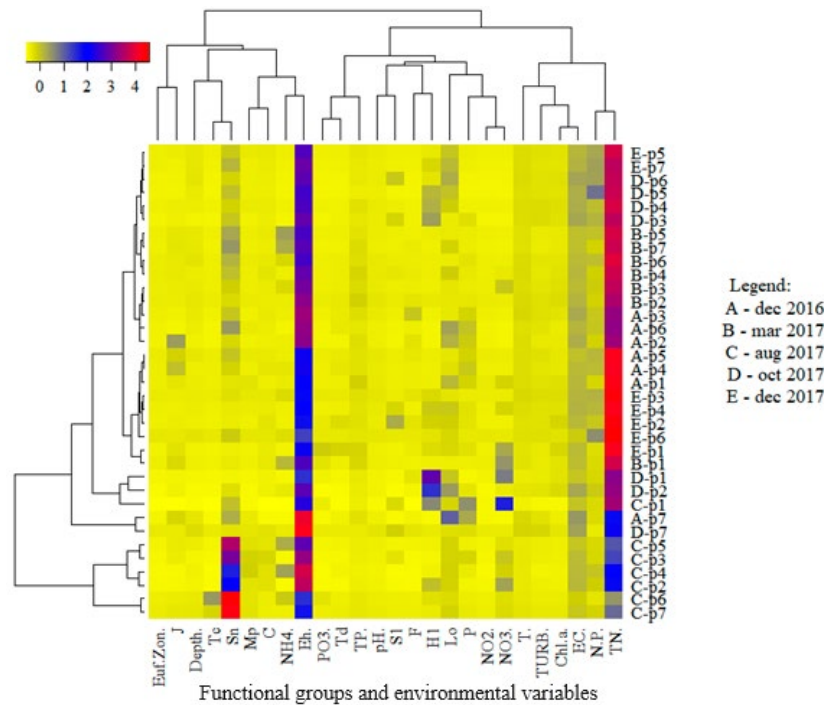 0 1 2 3 4
E-p5
E-p7
D-p6
D-p5
D-p4
D-p3
B-p5
B-p7
B-p6
B-p4
B-p3
B-p2
A-p3
A-p6
A-p2
A-p5
A-p4
A-p1
E-p3
E-p4
E-p2
E-p6
E-p1
B-p1
D-p1
D-p2
C-p1
A-p7
D-p7
C-p5
C-p3
C-p4
C-p2
C-p6
C-p7
Legend:
A - dec 2016
B - mar 2017
C - aug 2017
D - oct 2017
E - dec 2017
Euf.Zon.
J
Depth.
Tc
Sn
Mp
C
NH4.
Eh.
PO3.
Td
TP.
pH.
S1
F
H1
Lo
P
NO2.
NO3.
T.
TURB.
Chl.a.
EC.
N.P.
TN.
Functional groups and environmental variables